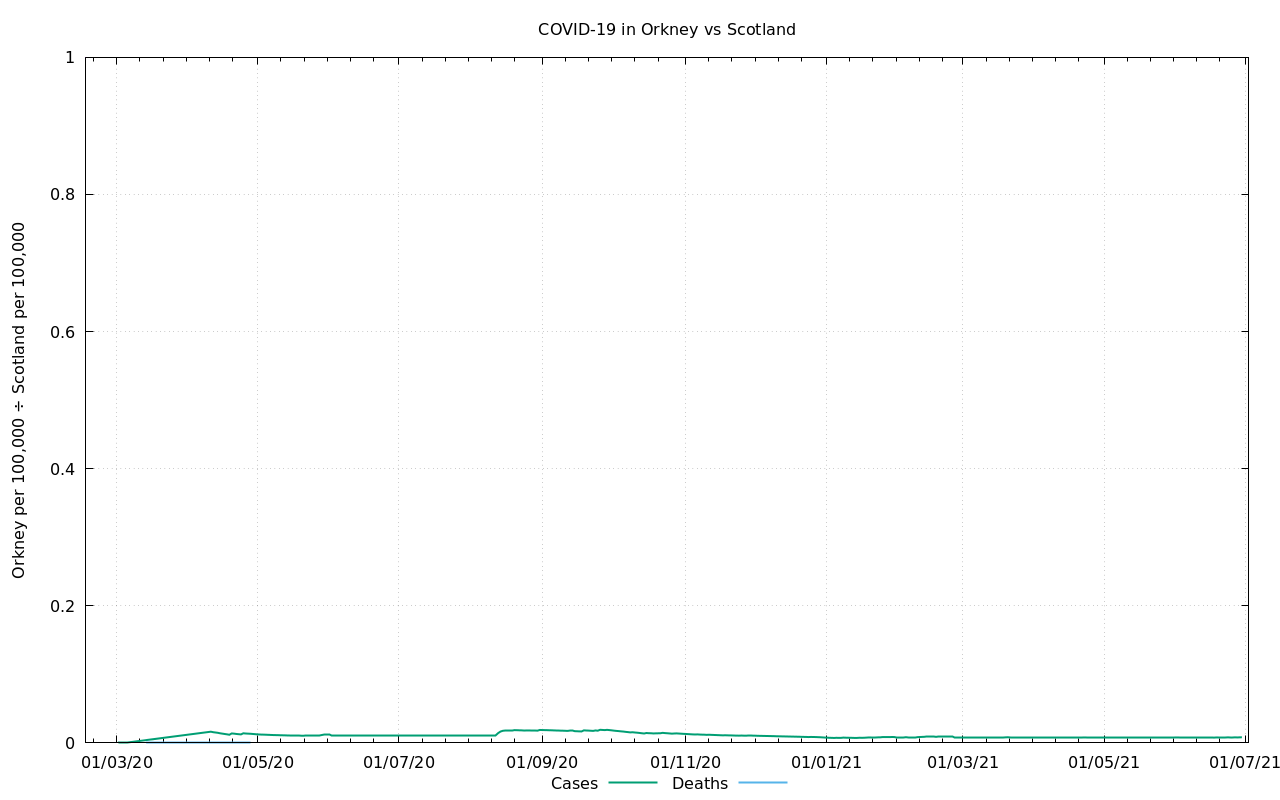 COVID-19 in Orkney vs Scotland
Orkney per 100,000 ÷ Scotland per 100,000
1
0.8
0.6
0.4
0.2
0
01/03/20 01/05/20 01/07/20 01/09/20 01/11/20 01/01/21 01/03/21 01/05/21 01/07/21
Cases Deaths